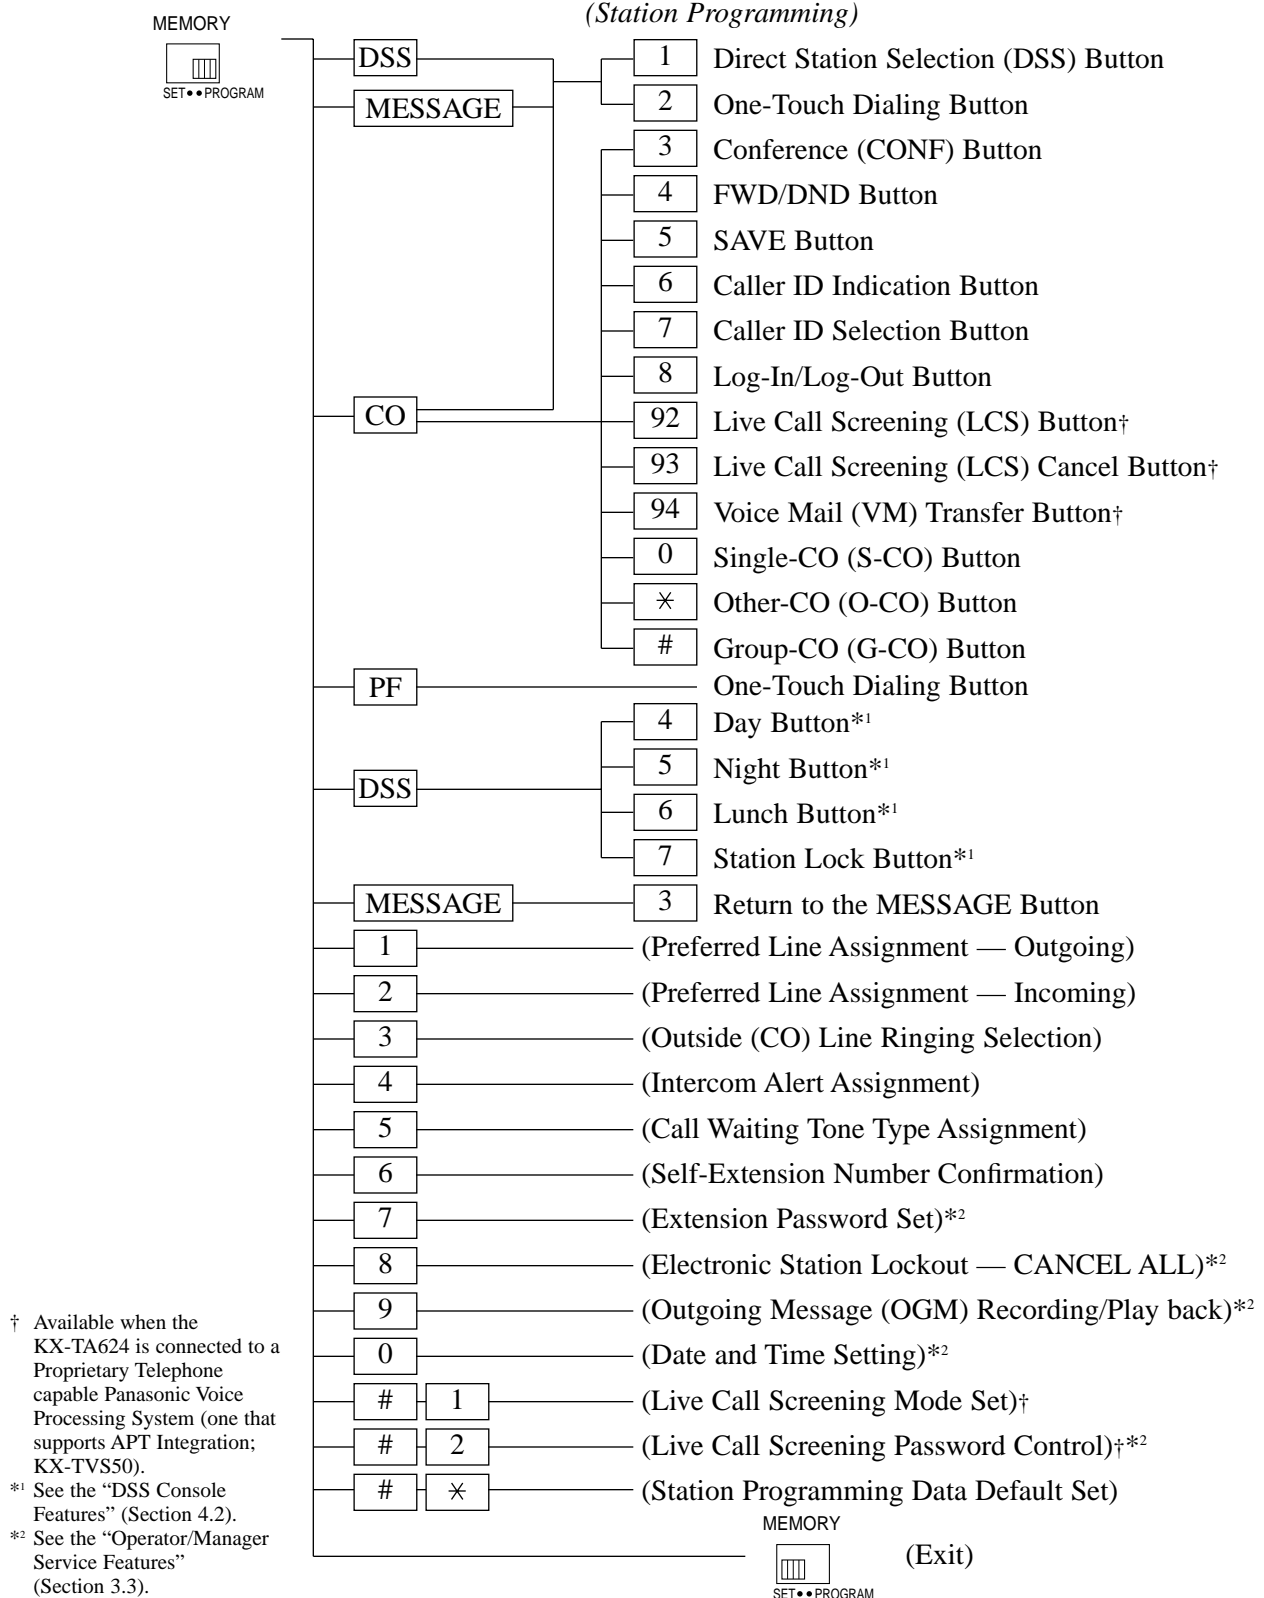 (Station Programming)
MEMORY
SET●●PROGRAM
DSS
MESSAGE
1 Direct Station Selection (DSS) Button
2 One-Touch Dialing Button
CO
3 Conference (CONF) Button
4 FWD/DND Button
5 SAVE Button
6 Caller ID Indication Button
7 Caller ID Selection Button
8 Log-In/Log-Out Button
92 Live Call Screening (LCS) Button†
93 Live Call Screening (LCS) Cancel Button†
94 Voice Mail (VM) Transfer Button†
0 Single-CO (S-CO) Button
* Other-CO (O-CO) Button
# Group-CO (G-CO) Button
PF One-Touch Dialing Button
DSS
4 Day Button*1
5 Night Button*1
6 Lunch Button*1
7 Station Lock Button*1
MESSAGE 3 Return to the MESSAGE Button
1 (Preferred Line Assignment — Outgoing)
2 (Preferred Line Assignment — Incoming)
3 (Outside (CO) Line Ringing Selection)
4 (Intercom Alert Assignment)
5 (Call Waiting Tone Type Assignment)
6 (Self-Extension Number Confirmation)
7 (Extension Password Set)*2
8 (Electronic Station Lockout — CANCEL ALL)*2
9 (Outgoing Message (OGM) Recording/Play back)*2
0 (Date and Time Setting)*2
# 1 (Live Call Screening Mode Set)†
# 2 (Live Call Screening Password Control)†*2
# * (Station Programming Data Default Set)
MEMORY
SET●●PROGRAM
(Exit)
† Available when the
KX-TA624 is connected to a
Proprietary Telephone
capable Panasonic Voice
Processing System (one that
supports APT Integration;
KX-TVS50).
*1 See the “DSS Console
Features” (Section 4.2).
*2 See the “Operator/Manager
Service Features”
(Section 3.3).